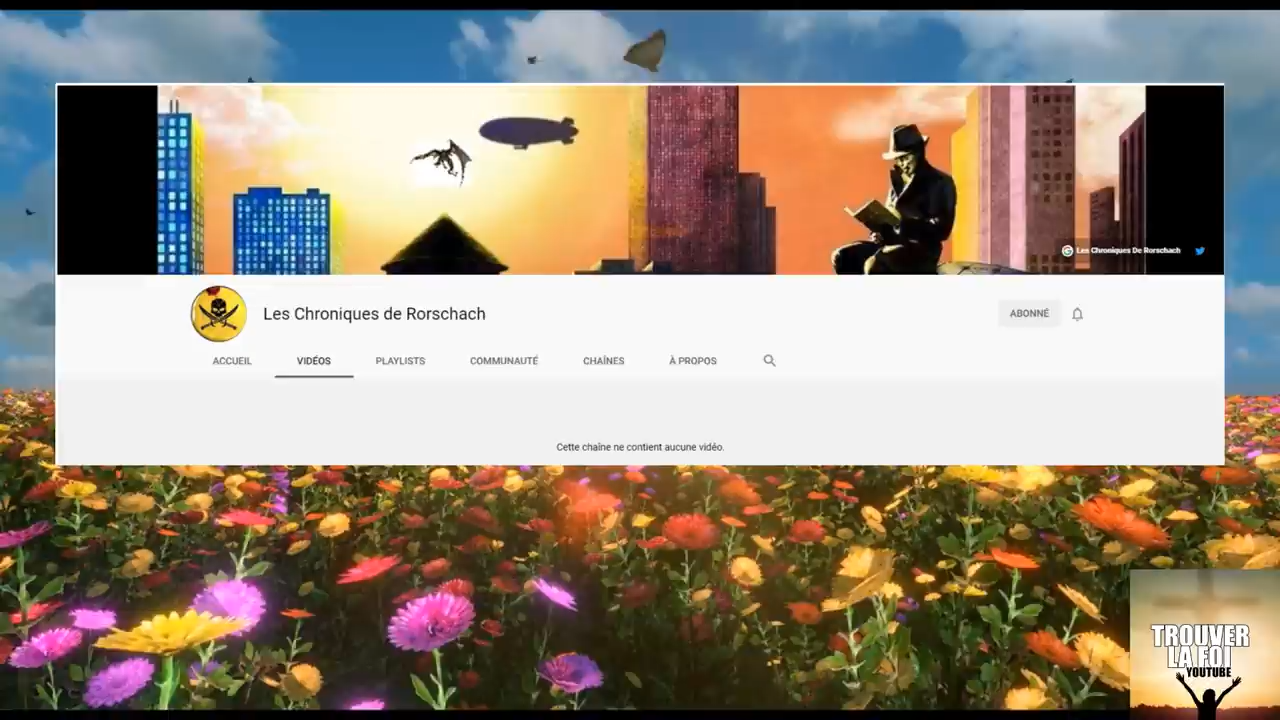 Les Chroniques De Rorschach
Les Chroniques de Rorschach
ABONNÉ
ACCUEIL VIDÉOS PLAYLISTS COMMUNAUTÉ CHAÎNES À PROPOS
Cette chaîne ne contient aucune vidéo.
TROUVER
LA FOI
YOUTUBE